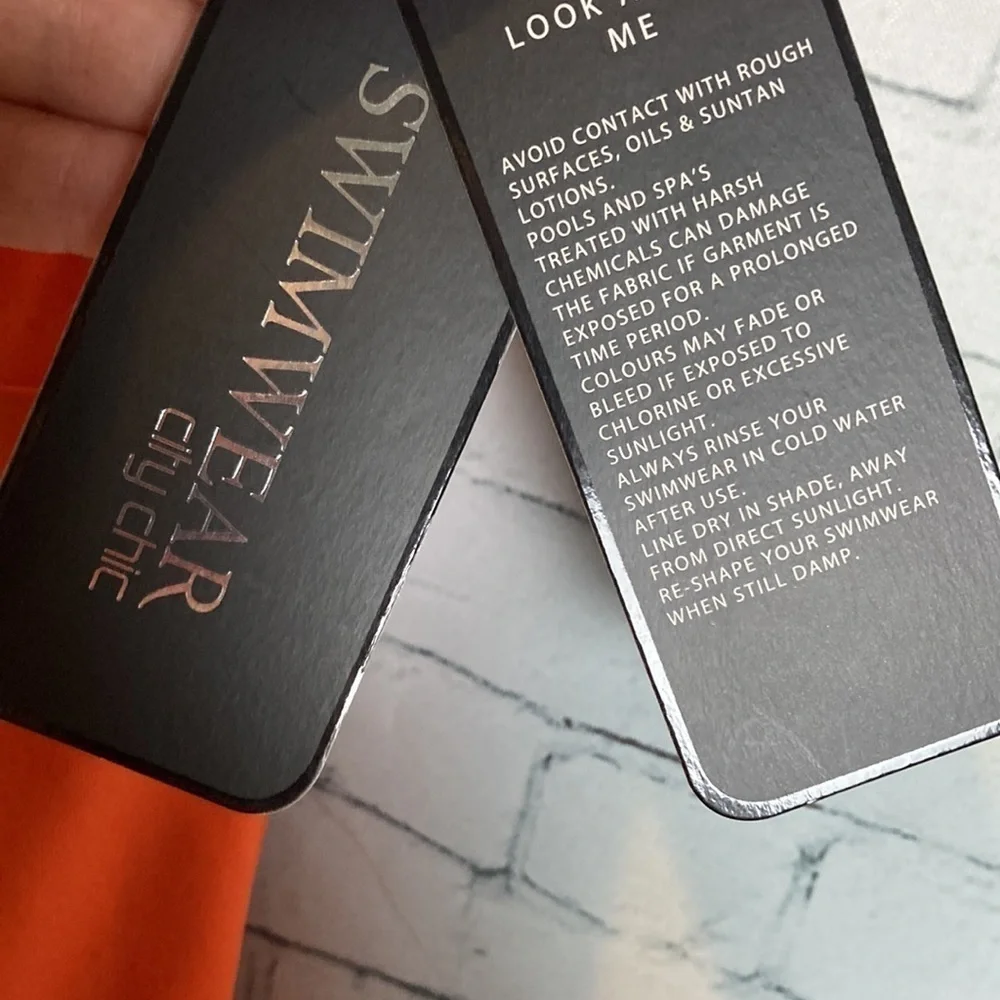 SWIMWEAR
city chic
LOOK
ME
AVOID CONTACT WITH ROUGH
SURFACES, OILS & SUNTAN
LOTIONS.
POOLS AND SPA'S
TREATED WITH HARSH
CHEMICALS CAN DAMAGE
THE FABRIC IF GARMENT IS
EXPOSED FOR A PROLONGED
TIME PERIOD.
COLOURS MAY FADE OR
BLEED IF EXPOSED TO
CHLORINE OR EXCESSIVE
SUNLIGHT.
ALWAYS RINSE YOUR
SWIMWEAR IN COLD WATER
AFTER USE.
LINE DRY IN SHADE, AWAY
FROM DIRECT SUNLIGHT.
RE-SHAPE YOUR SWIMWEAR
WHEN STILL DAMP.